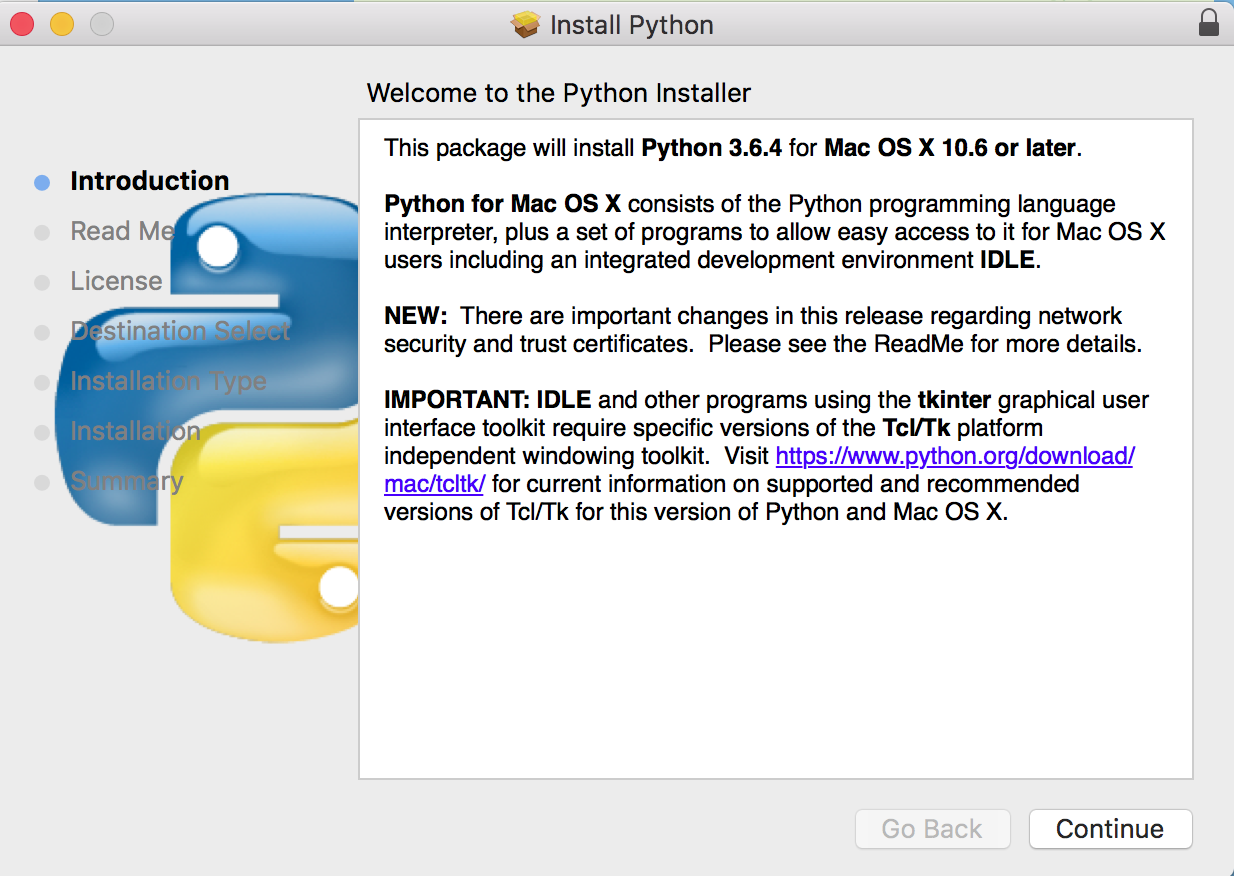 Install Python
Welcome to the Python Installer
Introduction
Read Me
License
Destination Select
Installation Type
Installation
Summary
This package will install Python 3.6.4 for Mac OS X 10.6 or later.
Python for Mac OS X consists of the Python programming language
interpreter, plus a set of programs to allow easy access to it for Mac OS X
users including an integrated development environment IDLE.
NEW:  There are important changes in this release regarding network
security and trust certificates.  Please see the ReadMe for more details.
IMPORTANT: IDLE and other programs using the tkinter graphical user
interface toolkit require specific versions of the Tcl/Tk platform
independent windowing toolkit.  Visit https://www.python.org/download/
mac/tcltk/ for current information on supported and recommended
versions of Tcl/Tk for this version of Python and Mac OS X.
Go Back
Continue